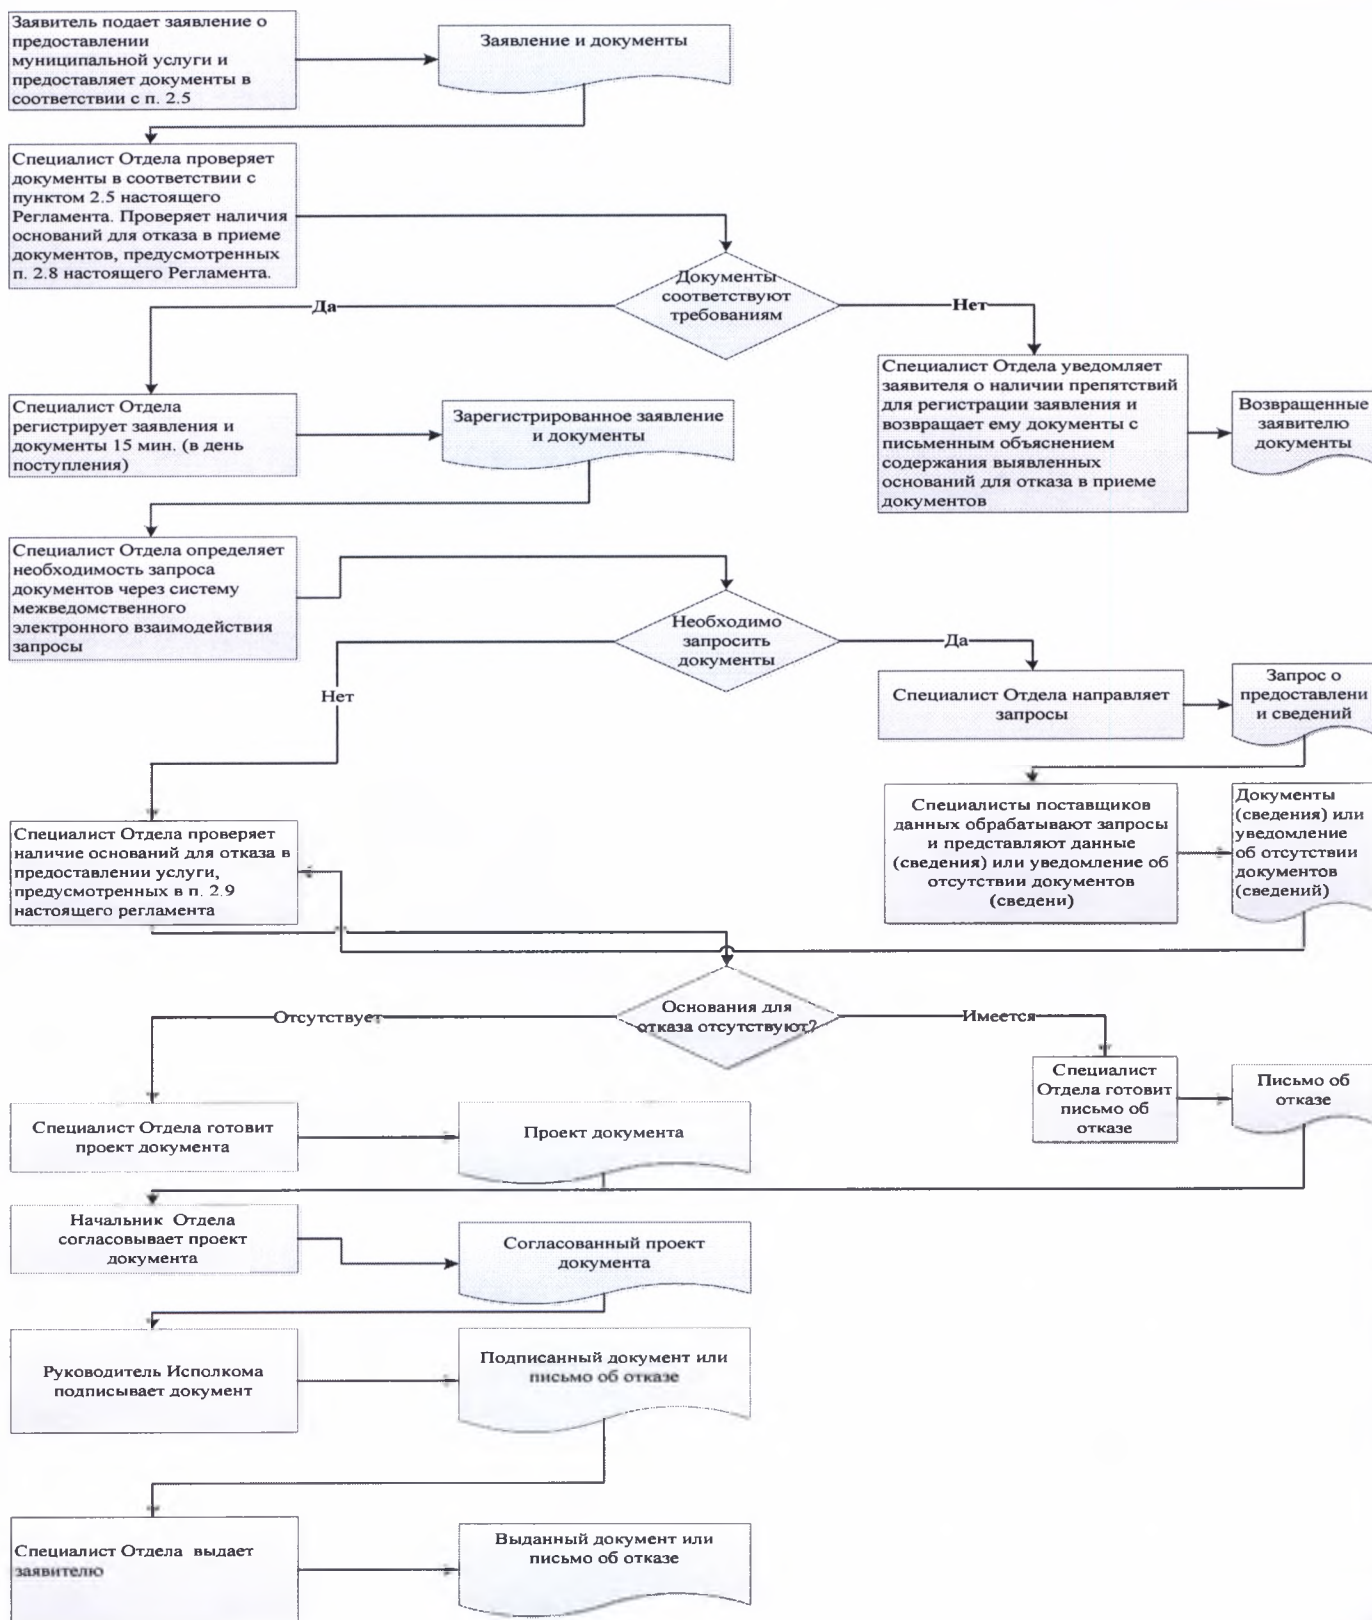 Заявитель подает заявление о
предоставлении
муниципальной услуги и
предоставляет документы в
соответствии с п. 2.5
Заявление и документы
Специалист Отдела проверяет
документы в соответствии с
пунктом 2.5 настоящего
Регламента. Проверяет наличия
оснований для отказа в приеме
документов, предусмотренных
п. 2.8 настоящего Регламента.
Документы
соответствуют
требованиям
Да
Нет
Специалист Отдела
регистрирует заявления и
документы 15 мин. (в день
поступления)
Зарегистрированное заявление
и документы
Специалист Отдела уведомляет
заявителя о наличии препятствий
для регистрации заявления и
возвращает ему документы с
письменным объяснением
содержания выявленных
оснований для отказа в приеме
документов
Возвращенные
заявителю
документы
Специалист Отдела определяет
необходимость запроса
документов через систему
межведомственного
электронного взаимодействия
запросы
Необходимо
запросить
документы
Да
Нет
Специалист Отдела направляет
запросы
Запрос о
предоставлени
и сведений
Специалисты поставщиков
данных обрабатывают запросы
и представляют данные
(сведения) или уведомление об
отсутствии документов
(сведени)
Документы
(сведения) или
уведомление
об отсутствии
документов
(сведений)
Специалист Отдела проверяет
наличие оснований для отказа в
предоставлении услуги,
предусмотренных в п. 2.9
настоящего регламента
Основания для
отказа отсутствуют?
Отсутствует
Имеется
Специалист
Отдела готовит
письмо об
отказе
Письмо об
отказе
Специалист Отдела готовит
проект документа
Проект документа
Начальник Отдела
согласовывает проект
документа
Согласованный проект
документа
Руководитель Исполкома
подписывает документ
Подписанный документ или
письмо об отказе
Специалист Отдела выдает
заявителю
Выданный документ или
письмо об отказе